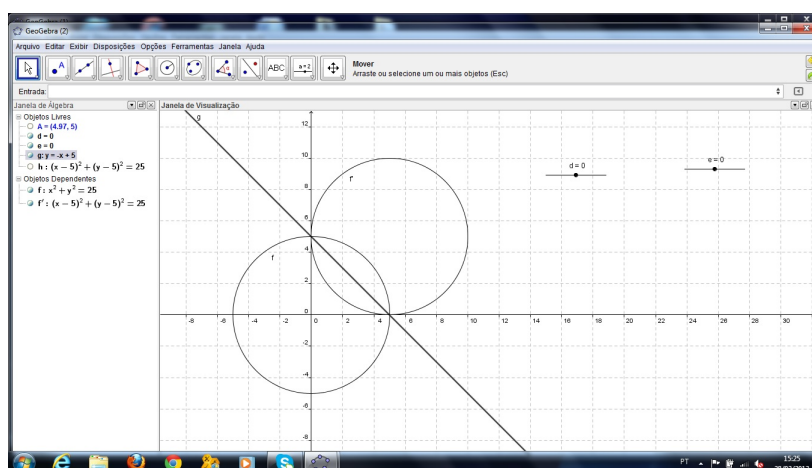 GeoGebra (2)
Arquivo Editar Exibir Disposições Opções Ferramentas Janela Ajuda
A
α
ABC
a = 2
Mover
Arraste ou selecione um ou mais objetos (Esc)
Entrada:
Janela de Álgebra
Objetos Livres
A = (4.97, 5)
d = 0
e = 0
g: y = -x + 5
h : (x − 5)² + (y − 5)² = 25
Objetos Dependentes
f : x² + y² = 25
f′ : (x − 5)² + (y − 5)² = 25
Janela de Visualização
g
f'
f
d = 0
e = 0
12
10
8
6
4
2
0
-2
-4
-6
-8
-8 -6 -4 -2 0 2 4 6 8 10 12 14 16 18 20 22 24 26 28 30
PT
15:25